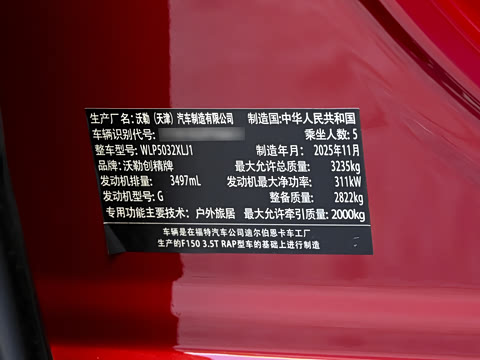 生产厂名: 沃勒（天津）汽车制造有限公司 制造国:中华人民共和国
车辆识别代号: 乘坐人数: 5
整车型号: WLP5032XLJ1 制造年月: 2025年11月
品牌: 沃勒创精牌 最大允许总质量: 3235kg
发动机排量: 3497mL 发动机最大净功率: 311kW
发动机型号: G 整备质量: 2822kg
专用功能主要技术: 户外旅居 最大允许牵引质量: 2000kg
车辆是在福特汽车公司迪尔伯恩卡车工厂
生产的F150 3.5T RAP型车的基础上进行制造